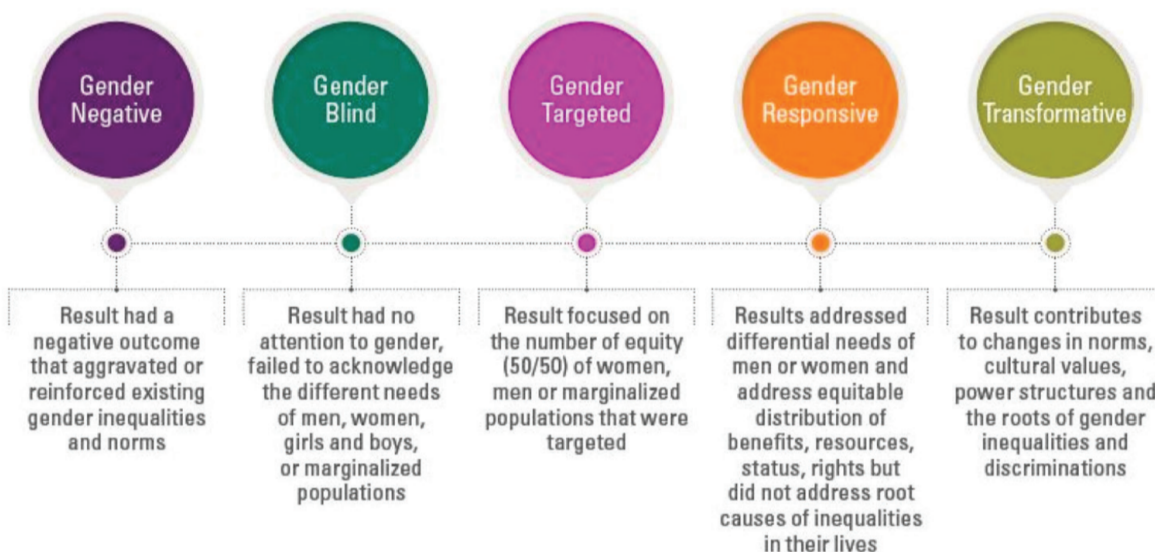 Gender
Negative
Gender
Blind
Gender
Targeted
Gender
Responsive
Gender
Transformative
Result had a
negative outcome
that aggravated or
reinforced existing
gender inequalities
and norms
Result had no
attention to gender,
failed to acknowledge
the different needs
of men, women,
girls and boys,
or marginalized
populations
Result focused on
the number of equity
(50/50) of women,
men or marginalized
populations that were
targeted
Results addressed
differential needs of
men or women and
address equitable
distribution of
benefits, resources,
status, rights but
did not address root
causes of inequalities
in their lives
Result contributes
to changes in norms,
cultural values,
power structures and
the roots of gender
inequalities and
discriminations